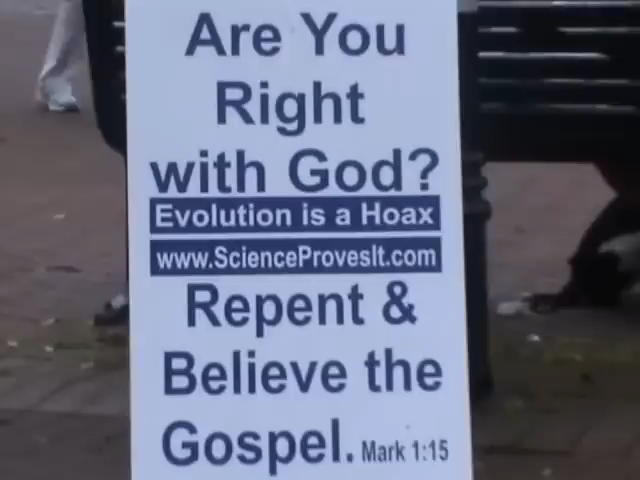 Are You
Right
with God?
Evolution is a Hoax
www.ScienceProvesIt.com
Repent &
Believe the
Gospel. Mark 1:15